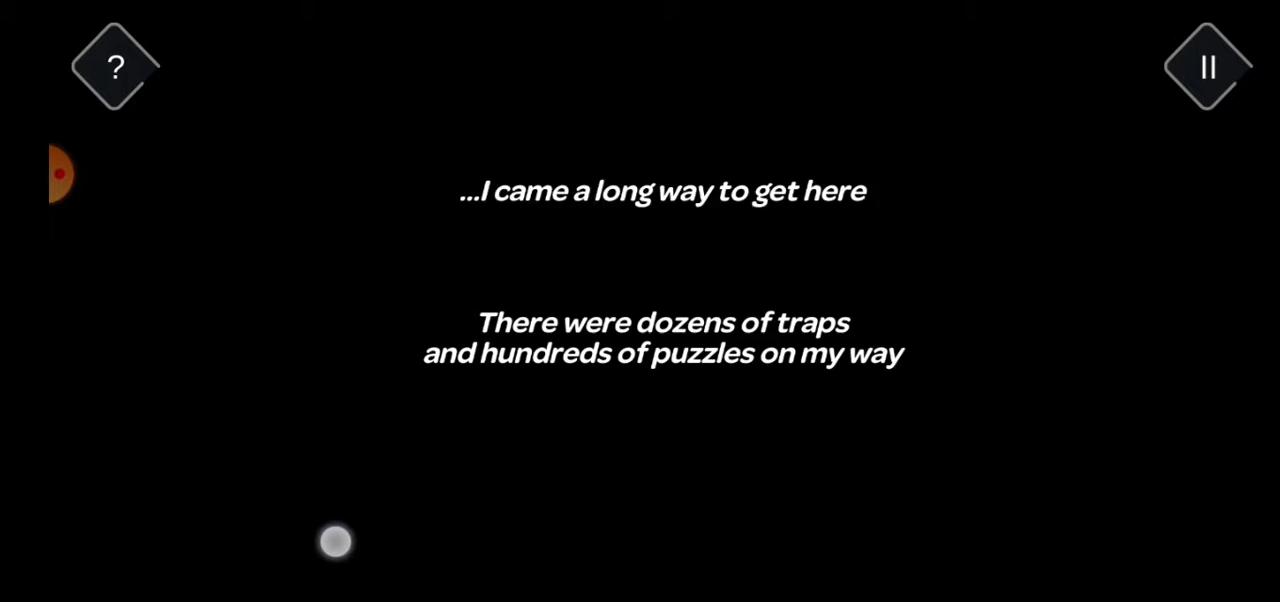 ?
...I came a long way to get here
There were dozens of traps
and hundreds of puzzles on my way